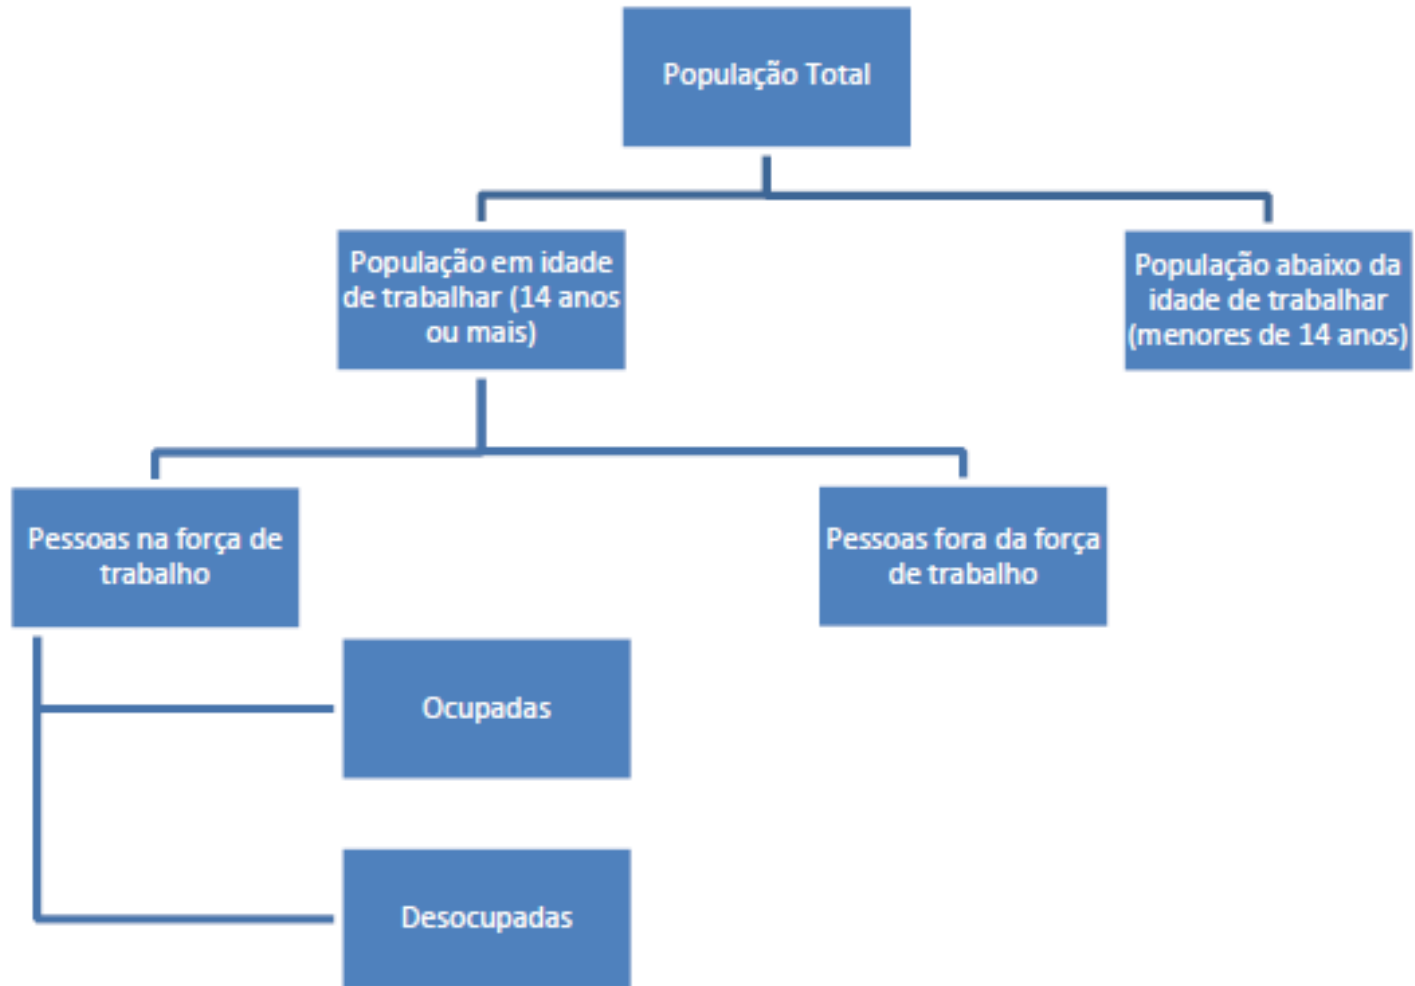 População Total
População em idade
de trabalhar (14 anos
ou mais)
População abaixo da
idade de trabalhar
(menores de 14 anos)
Pessoas na força de
trabalho
Pessoas fora da força
de trabalho
Ocupadas
Desocupadas